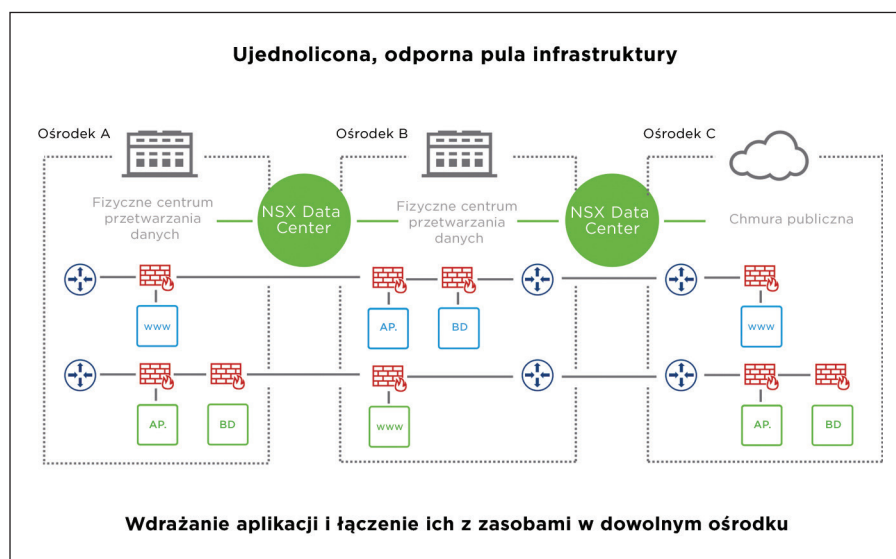 Ujednolicona, odporna pula infrastruktury
Ośrodek A
Ośrodek B
Ośrodek C
Fizyczne centrum
przetwarzania
danych
NSX Data
Center
Fizyczne centrum
przetwarzania
danych
NSX Data
Center
Chmura publiczna
www
AP.
BD
www
AP.
BD
www
AP.
BD
Wdrażanie aplikacji i łączenie ich z zasobami w dowolnym ośrodku